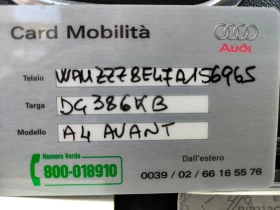 Card Mobilità
Audi
Telaio WAUZZZ8E47A156965
Targa DG386KB
Modello A4 AVANT
Numero Verde
800-018910
Dall'estero
0039 / 02 / 66 16 55 76